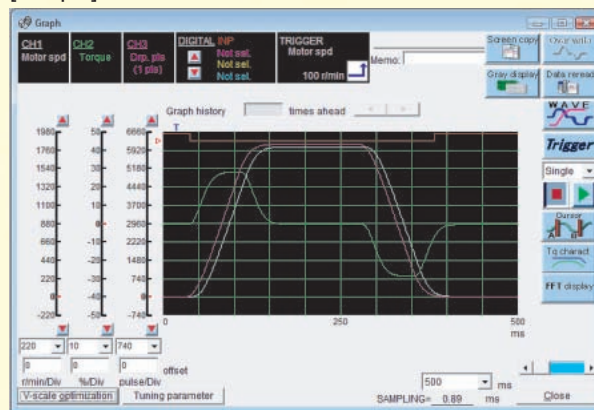 Graph
CH1
Motor spd
CH2
Torque
CH3
Drp. pls
(1 pls)
DIGITAL INP
Not sel.
Not sel.
Not sel.
TRIGGER
Motor spd
100 r/min
Memo:
Screen copy
Over write
Gray display
Data reread
Graph history
times ahead
WAVE
Trigger
Single
Cursor
A B
Tq charact
FFT display
T
1980
1760
1540
1320
1100
880
660
440
220
0
-220
50
40
30
20
10
0
-10
-20
-30
-40
-50
6660
5920
5180
4440
3700
2960
2220
1480
740
0
-740
0
250
500
ms
220
10
740
0
0
0
offset
r/min/Div
%/Div
pulse/Div
V-scale optimization
Tuning parameter
500
ms
SAMPLING= 0.89 ms
Close